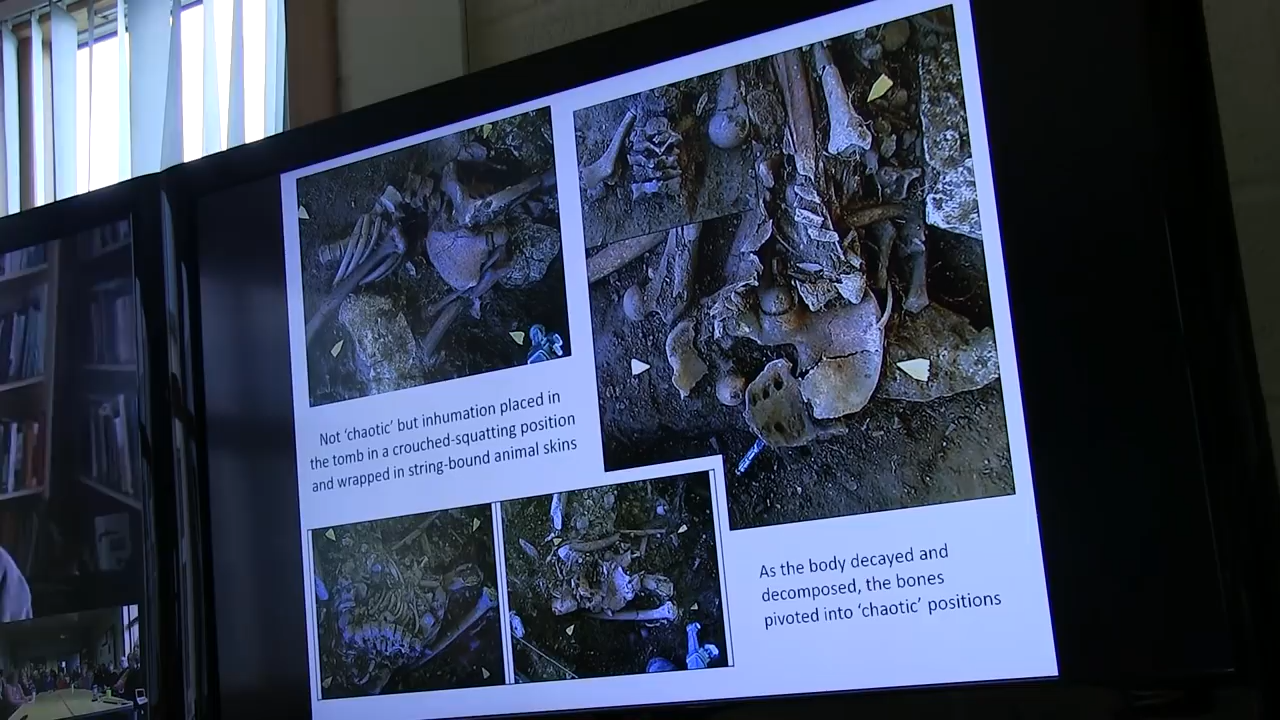 Not ‘chaotic’ but inhumation placed in
the tomb in a crouched-squatting position
and wrapped in string-bound animal skins
As the body decayed and
decomposed, the bones
pivoted into ‘chaotic’ positions